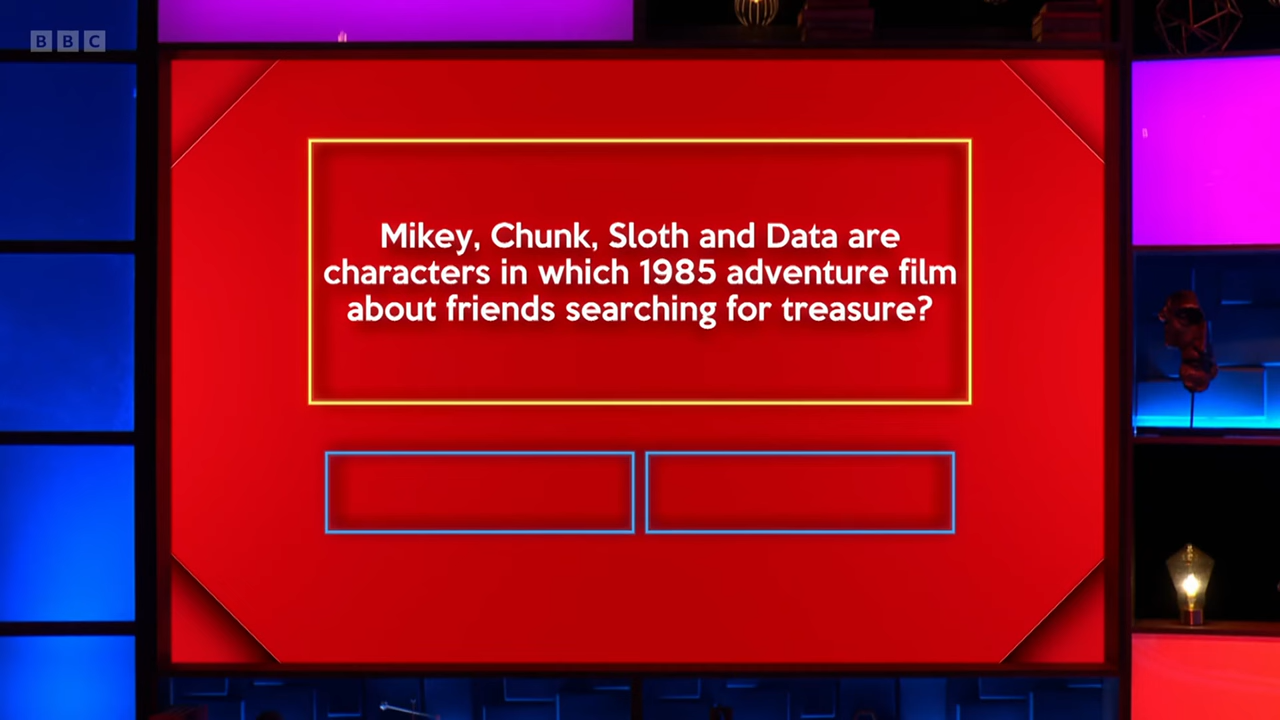 BBC
Mikey, Chunk, Sloth and Data are
characters in which 1985 adventure film
about friends searching for treasure?